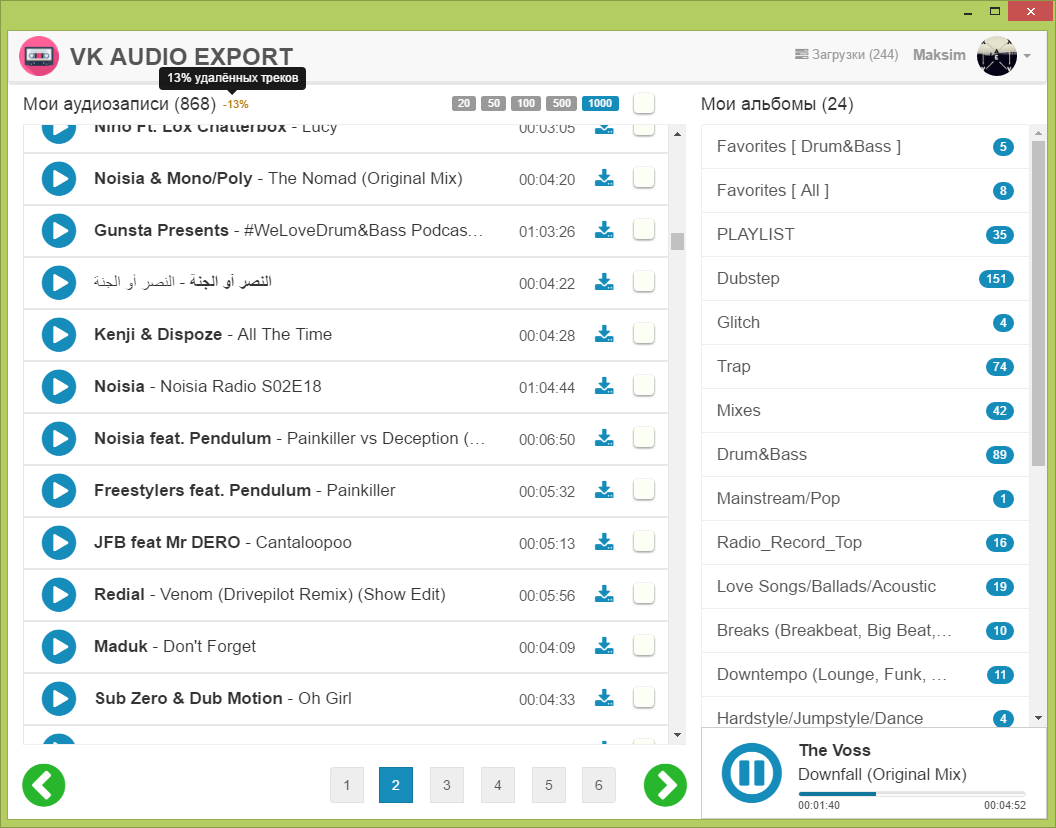 VK AUDIO EXPORT
Загрузки (244) Maksim
13% удалённых треков
Мои аудиозаписи (868) -13% 20 50 100 500 1000
Nino Ft. Lox Chatterbox - Lucy 00:03:05
Noisia & Mono/Poly - The Nomad (Original Mix) 00:04:20
Gunsta Presents - #WeLoveDrum&Bass Podcas… 01:03:26
النصر أو الجنة - النصر أو الجنة 00:04:22
Kenji & Dispoze - All The Time 00:04:28
Noisia - Noisia Radio S02E18 01:04:44
Noisia feat. Pendulum - Painkiller vs Deception (… 00:06:50
Freestylers feat. Pendulum - Painkiller 00:05:32
JFB feat Mr DERO - Cantaloopoo 00:05:13
Redial - Venom (Drivepilot Remix) (Show Edit) 00:05:56
Maduk - Don't Forget 00:04:09
Sub Zero & Dub Motion - Oh Girl 00:04:33
1 2 3 4 5 6
Мои альбомы (24)
Favorites [ Drum&Bass ] 5
Favorites [ All ] 8
PLAYLIST 35
Dubstep 151
Glitch 4
Trap 74
Mixes 42
Drum&Bass 89
Mainstream/Pop 1
Radio_Record_Top 16
Love Songs/Ballads/Acoustic 19
Breaks (Breakbeat, Big Beat,… 10
Downtempo (Lounge, Funk, … 11
Hardstyle/Jumpstyle/Dance 4
The Voss
Downfall (Original Mix)
00:01:40 00:04:52